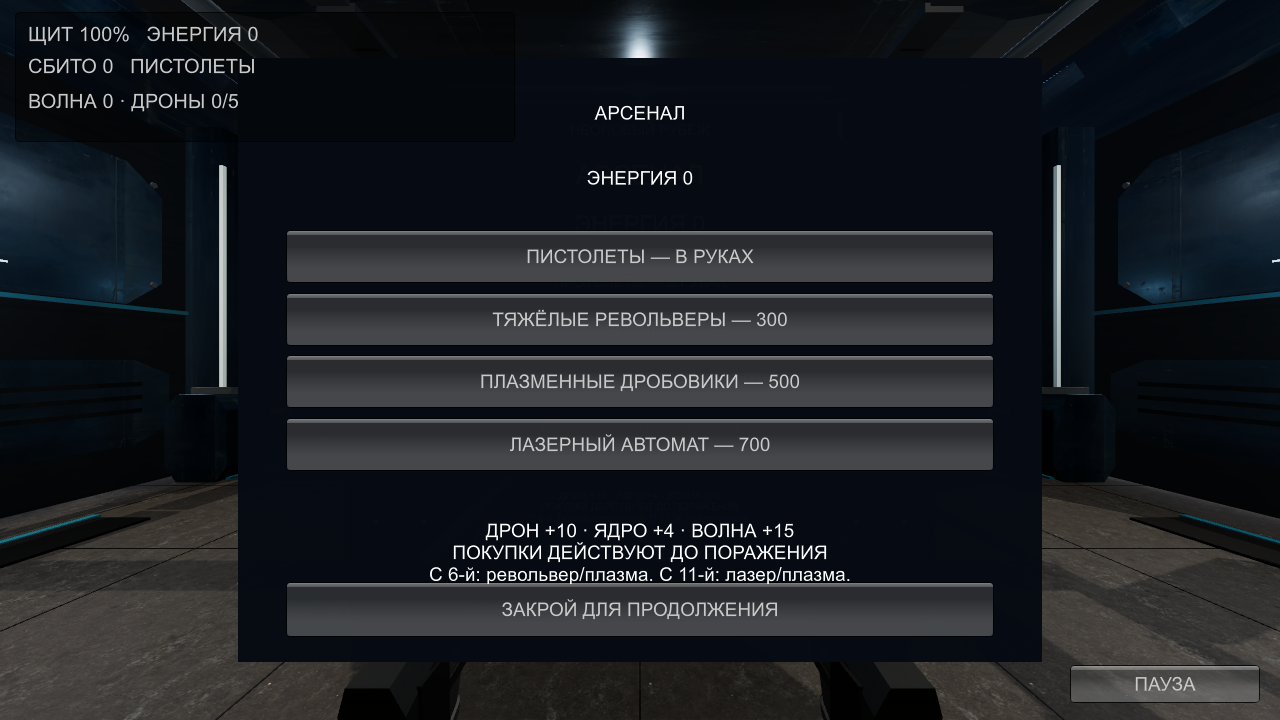 ЩИТ 100% ЭНЕРГИЯ 0
СБИТО 0 ПИСТОЛЕТЫ
ВОЛНА 0 · ДРОНЫ 0/5
АРСЕНАЛ
ЭНЕРГИЯ 0
ПИСТОЛЕТЫ — В РУКАХ
ТЯЖЁЛЫЕ РЕВОЛЬВЕРЫ — 300
ПЛАЗМЕННЫЕ ДРОБОВИКИ — 500
ЛАЗЕРНЫЙ АВТОМАТ — 700
ДРОН +10 · ЯДРО +4 · ВОЛНА +15
ПОКУПКИ ДЕЙСТВУЮТ ДО ПОРАЖЕНИЯ
С 6-й: револьвер/плазма. С 11-й: лазер/плазма.
ЗАКРОЙ ДЛЯ ПРОДОЛЖЕНИЯ
ПАУЗА